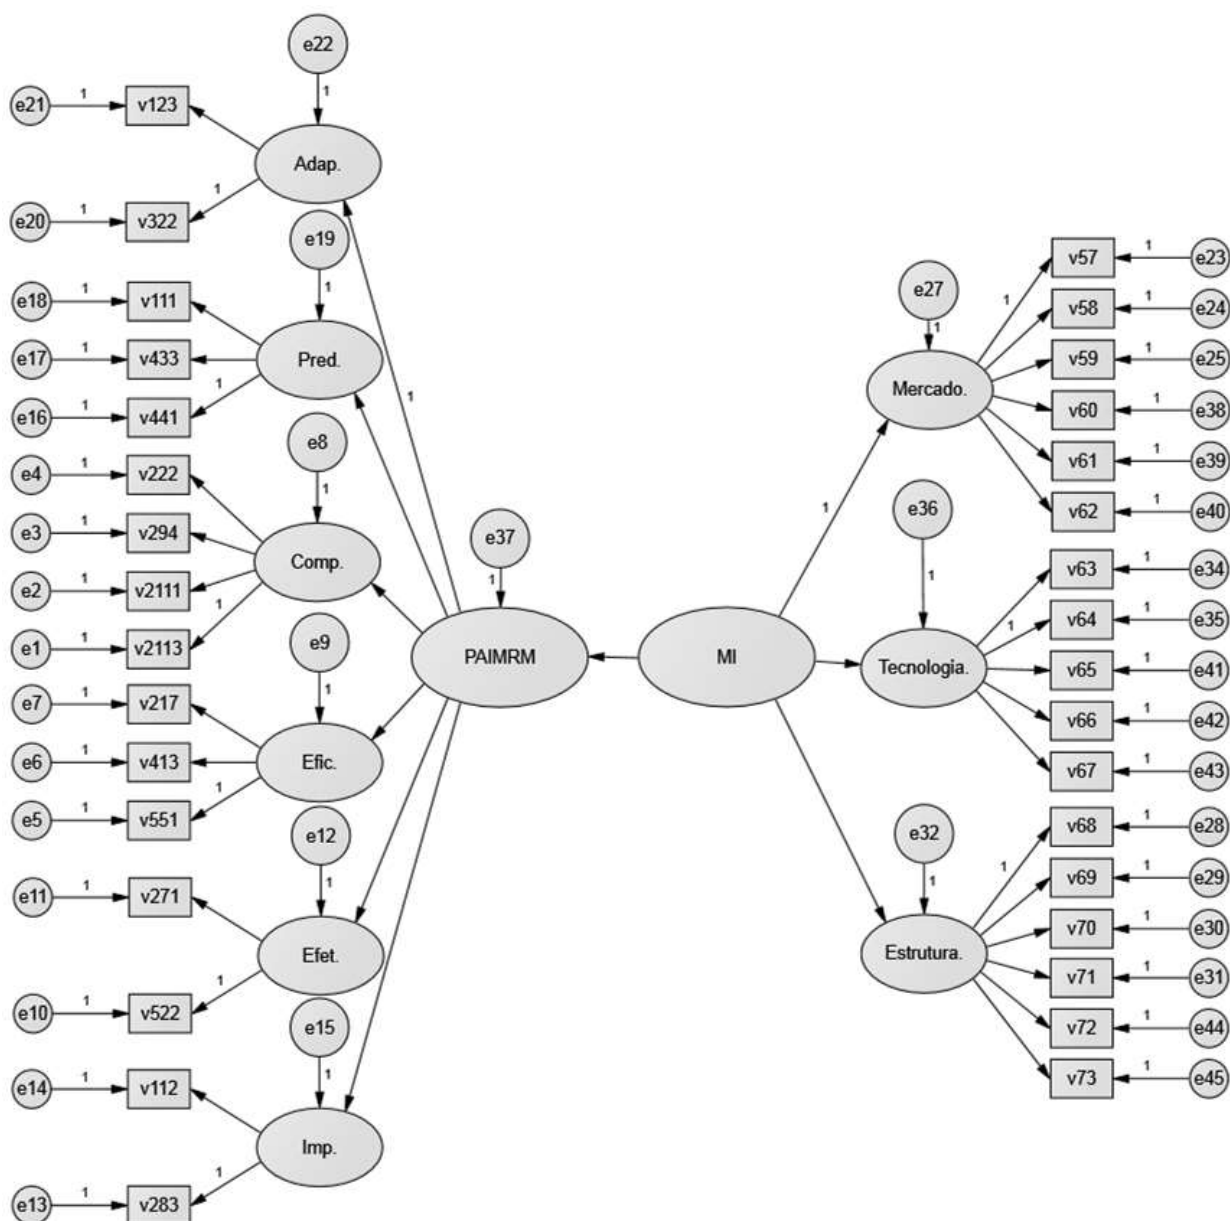 e22
e21 1 v123
1
Adap.
1
e20 1 v322
e19
e18 1 v111
1
e17 1 v433
Pred.
1
e16 1 v441
1
e8
e4 1 v222
1
e3 1 v294
Comp.
e2 1 v2111
1
e1 1 v2113
e9
e7 1 v217
1
e6 1 v413
Efic.
1
e5 1 v551
e12
e11 1 v271
1
Efet.
1
e10 1 v522
e15
e14 1 v112
1
Imp.
1
e13 1 v283
e37
1
PAIMRM
MI
e27
1
Mercado.
1
1
v57 1 e23
v58 1 e24
v59 1 e25
v60 1 e38
v61 1 e39
v62 1 e40
e36
1
Tecnologia.
v63 1 e34
1
v64 1 e35
v65 1 e41
v66 1 e42
v67 1 e43
e32
1
Estrutura.
1
v68 1 e28
v69 1 e29
v70 1 e30
v71 1 e31
v72 1 e44
v73 1 e45